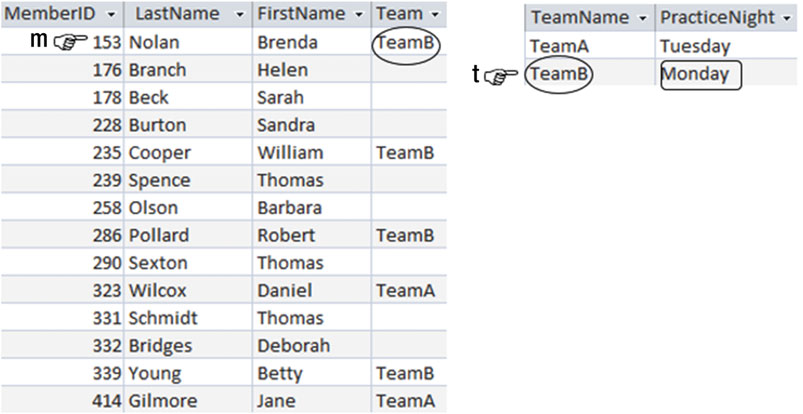 MemberID LastName FirstName Team
m 153 Nolan Brenda TeamB
176 Branch Helen
178 Beck Sarah
228 Burton Sandra
235 Cooper William TeamB
239 Spence Thomas
258 Olson Barbara
286 Pollard Robert TeamB
290 Sexton Thomas
323 Wilcox Daniel TeamA
331 Schmidt Thomas
332 Bridges Deborah
339 Young Betty TeamB
414 Gilmore Jane TeamA
TeamName PracticeNight
TeamA Tuesday
t TeamB Monday